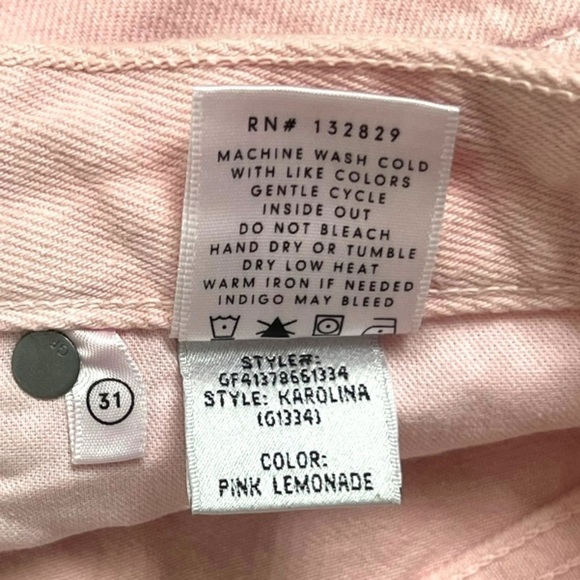 RN# 132829
MACHINE WASH COLD
WITH LIKE COLORS
GENTLE CYCLE
INSIDE OUT
DO NOT BLEACH
HAND DRY OR TUMBLE
DRY LOW HEAT
WARM IRON IF NEEDED
INDIGO MAY BLEED
GF
31
STYLE#:
GF41378661334
STYLE: KAROLINA
(G1334)
COLOR:
PINK LEMONADE